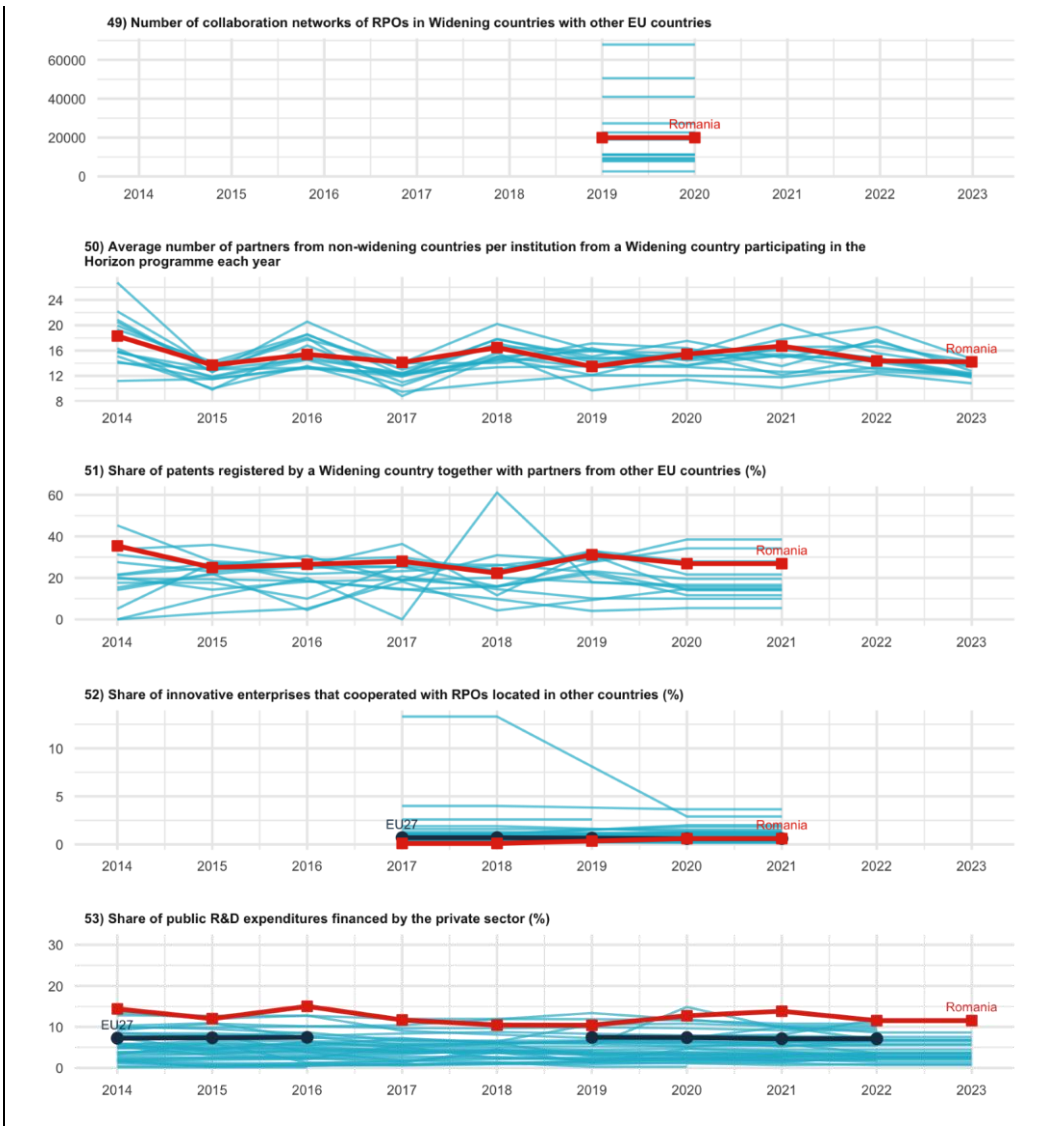 49) Number of collaboration networks of RPOs in Widening countries with other EU countries
60000
40000
20000
0
Romania
2014 2015 2016 2017 2018 2019 2020 2021 2022 2023
50) Average number of partners from non-widening countries per institution from a Widening country participating in the
Horizon programme each year
24
20
16
12
8
Romania
2014 2015 2016 2017 2018 2019 2020 2021 2022 2023
51) Share of patents registered by a Widening country together with partners from other EU countries (%)
60
40
20
0
Romania
2014 2015 2016 2017 2018 2019 2020 2021 2022 2023
52) Share of innovative enterprises that cooperated with RPOs located in other countries (%)
10
5
0
EU27
Romania
2014 2015 2016 2017 2018 2019 2020 2021 2022 2023
53) Share of public R&D expenditures financed by the private sector (%)
30
20
10
0
EU27
Romania
2014 2015 2016 2017 2018 2019 2020 2021 2022 2023